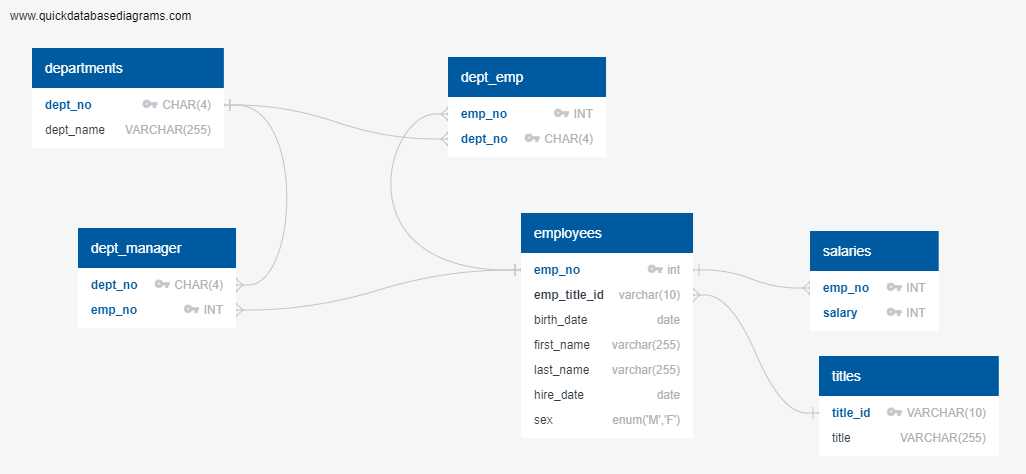 www.quickdatabasediagrams.com
departments
dept_no CHAR(4)
dept_name VARCHAR(255)
dept_emp
emp_no INT
dept_no CHAR(4)
dept_manager
dept_no CHAR(4)
emp_no INT
employees
emp_no int
emp_title_id varchar(10)
birth_date date
first_name varchar(255)
last_name varchar(255)
hire_date date
sex enum('M','F')
salaries
emp_no INT
salary INT
titles
title_id VARCHAR(10)
title VARCHAR(255)